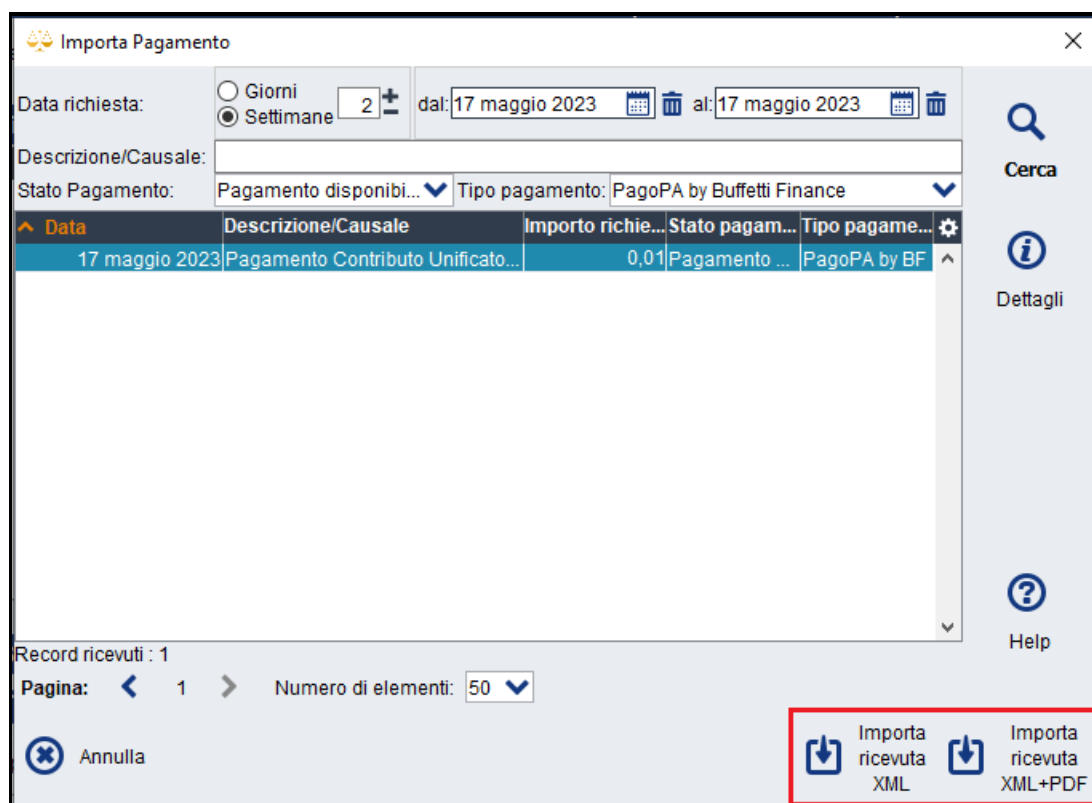 Importa Pagamento
Data richiesta:
Giorni
Settimane
2
dal: 17 maggio 2023
al: 17 maggio 2023
Descrizione/Causale:
Stato Pagamento: Pagamento disponibi... Tipo pagamento: PagoPA by Buffetti Finance
Data Descrizione/Causale Importo richie... Stato pagam... Tipo pagame...
17 maggio 2023 Pagamento Contributo Unificato... 0,01 Pagamento ... PagoPA by BF
Cerca
Dettagli
Help
Record ricevuti : 1
Pagina: 1 Numero di elementi: 50
Annulla
Importa
ricevuta
XML
Importa
ricevuta
XML+PDF